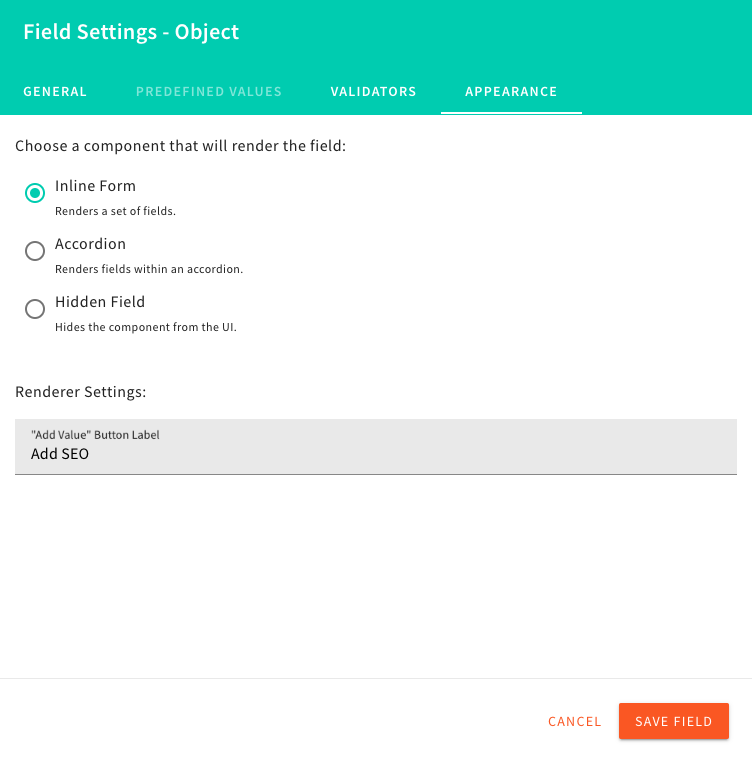 Field Settings - Object
GENERAL PREDEFINED VALUES VALIDATORS APPEARANCE
Choose a component that will render the field:
Inline Form
Renders a set of fields.
Accordion
Renders fields within an accordion.
Hidden Field
Hides the component from the UI.
Renderer Settings:
"Add Value" Button Label
Add SEO
CANCEL SAVE FIELD